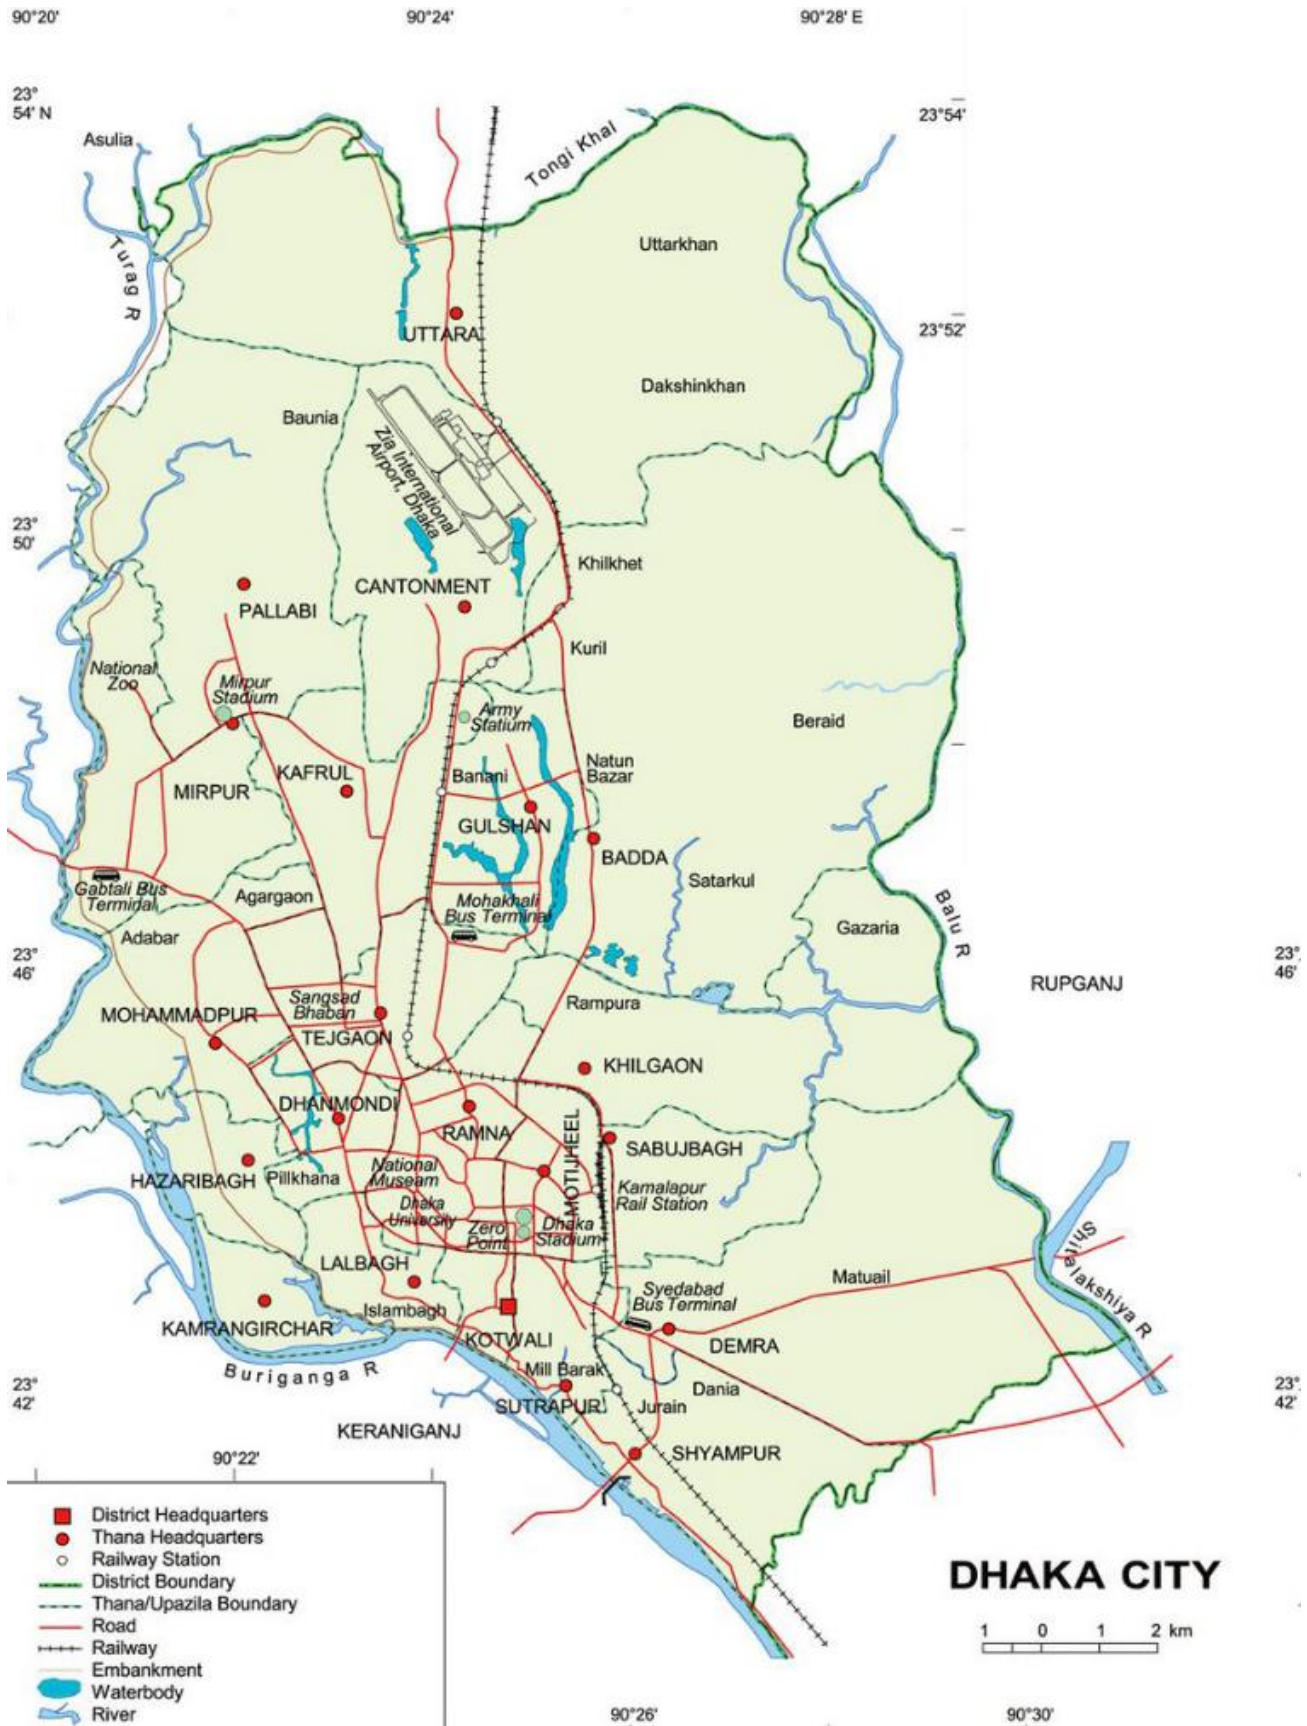 90°20'
90°24'
90°28' E
23°
54' N
23°54'
Asulia
Tongi Khal
Turag R
Uttarkhan
UTTARA
23°52'
Dakshinkhan
Baunia
Zia International
Airport, Dhaka
23°
50'
Khilkhet
CANTONMENT
PALLABI
Kuril
National
Zoo
Mirpur
Stadium
Army
Statium
Beraid
Natun
Bazar
KAFRUL
Banani
MIRPUR
GULSHAN
BADDA
Gabtali Bus
Terminal
Agargaon
Mohakhali
Bus Terminal
Satarkul
Balu R
Gazaria
Adabar
23°
46'
23°
46'
RUPGANJ
Sangsad
Bhaban
Rampura
MOHAMMADPUR
TEJGAON
KHILGAON
DHANMONDI
RAMNA
MOTIJHEEL
SABUJBAGH
HAZARIBAGH
Pillkhana
National
Museam
Kamalapur
Rail Station
Dhaka
University
Zero
Point
Dhaka
Stadium
Shitalakshiya R
LALBAGH
Matuail
Syedabad
Bus Terminal
Islambagh
KAMRANGIRCHAR
KOTWALI
DEMRA
Buriganga R
Mill Barak
Dania
23°
42'
23°
42'
SUTRAPUR
Jurain
KERANIGANJ
SHYAMPUR
90°22'
District Headquarters
Thana Headquarters
Railway Station
District Boundary
Thana/Upazila Boundary
Road
Railway
Embankment
Waterbody
River
DHAKA CITY
1 0 1 2 km
90°26'
90°30'